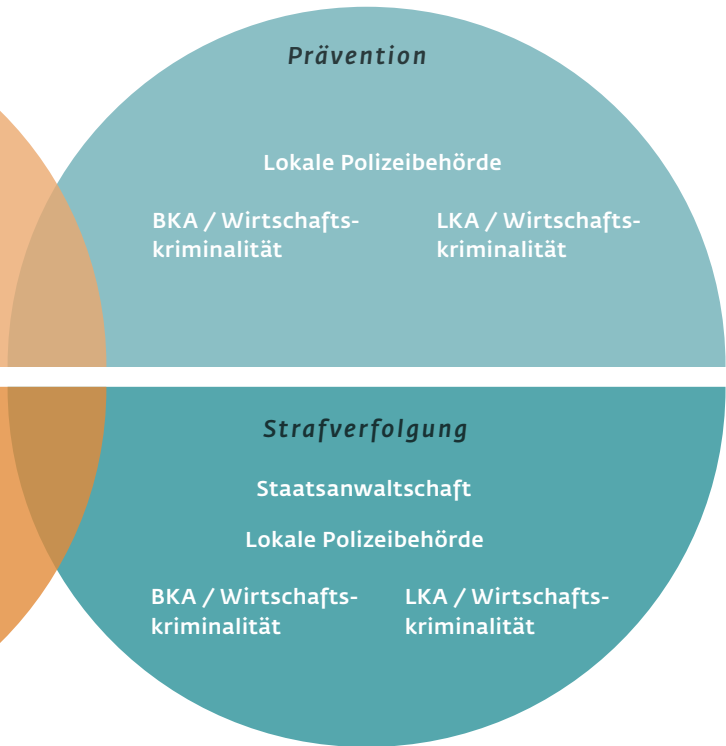 Prävention
Lokale Polizeibehörde
BKA / Wirtschafts-
kriminalität
LKA / Wirtschafts-
kriminalität
Strafverfolgung
Staatsanwaltschaft
Lokale Polizeibehörde
BKA / Wirtschafts-
kriminalität
LKA / Wirtschafts-
kriminalität